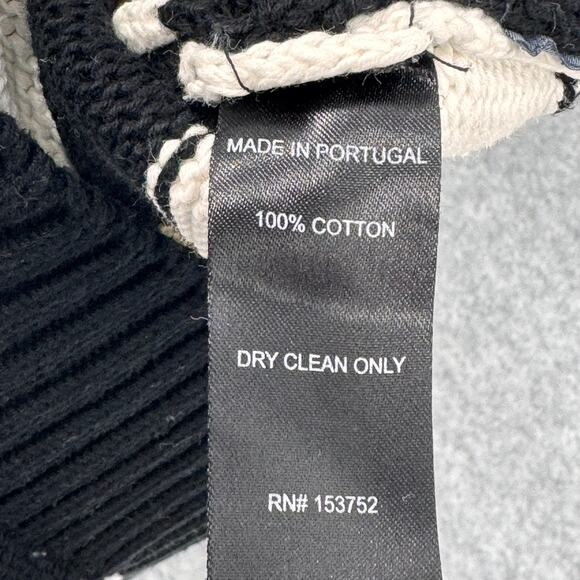 MADE IN PORTUGAL
100% COTTON
DRY CLEAN ONLY
RN# 153752